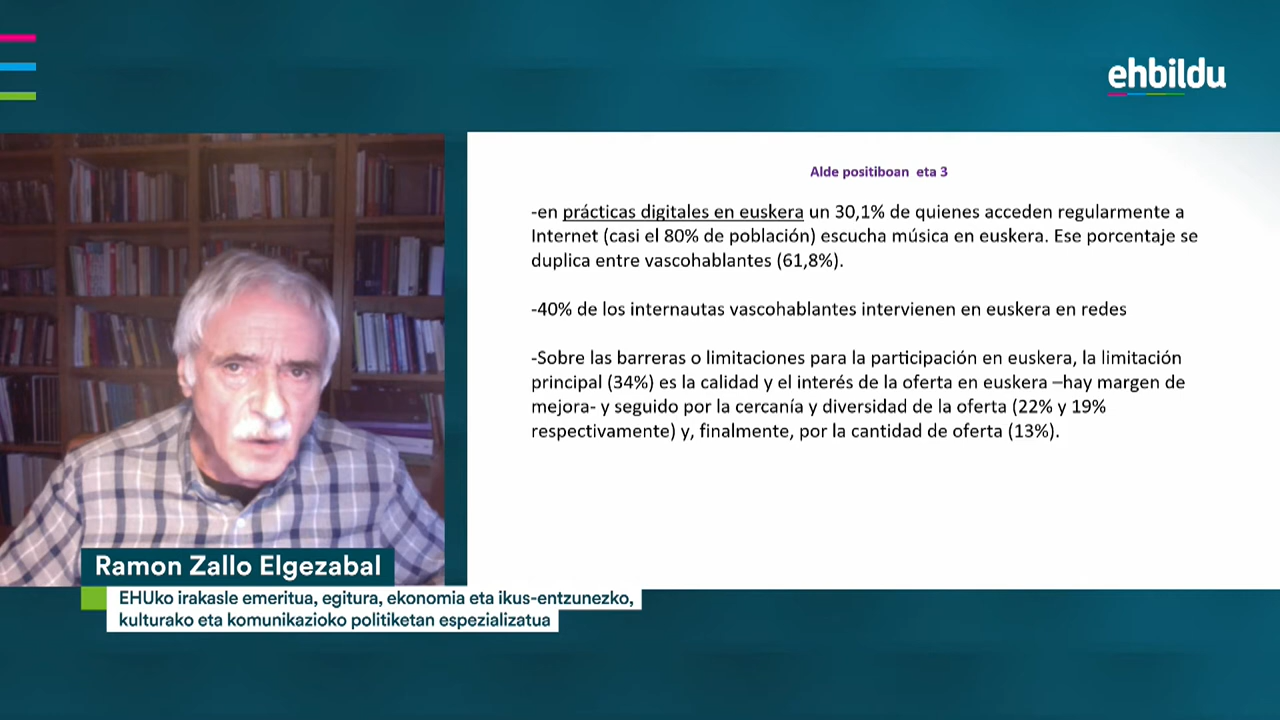 ehbildu
Alde positiboan eta 3
-en prácticas digitales en euskera un 30,1% de quienes acceden regularmente a
Internet (casi el 80% de población) escucha música en euskera. Ese porcentaje se
duplica entre vascohablantes (61,8%).
-40% de los internautas vascohablantes intervienen en euskera en redes
-Sobre las barreras o limitaciones para la participación en euskera, la limitación
principal (34%) es la calidad y el interés de la oferta en euskera –hay margen de
mejora- y seguido por la cercanía y diversidad de la oferta (22% y 19%
respectivamente) y, finalmente, por la cantidad de oferta (13%).
Ramon Zallo Elgezabal
EHUko irakasle emeritua, egitura, ekonomia eta ikus-entzunezko,
kulturako eta komunikazioko politiketan espezializatua